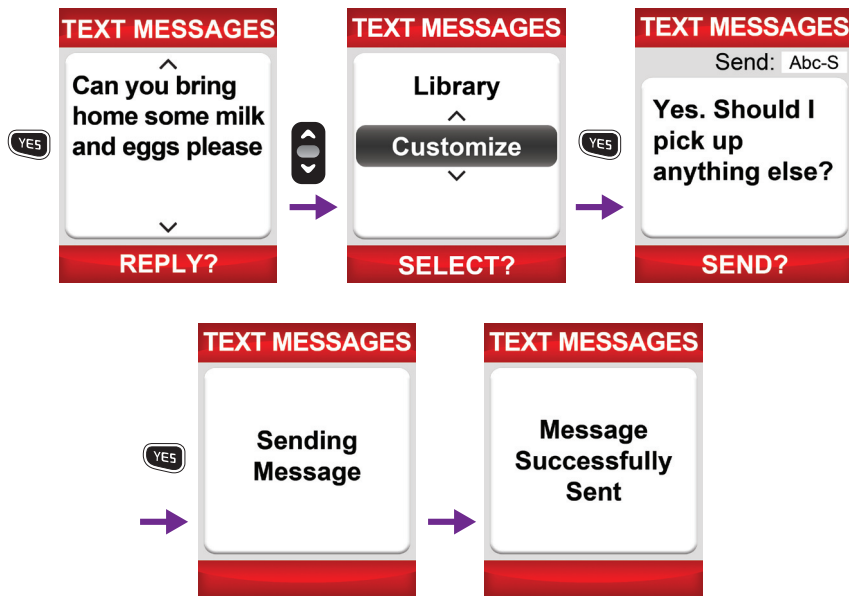 TEXT MESSAGES
YES
Can you bring
home some milk
and eggs please
REPLY?
TEXT MESSAGES
Library
Customize
SELECT?
YES
TEXT MESSAGES
Send: Abc-S
Yes. Should I
pick up
anything else?
SEND?
YES
TEXT MESSAGES
Sending
Message
TEXT MESSAGES
Message
Successfully
Sent